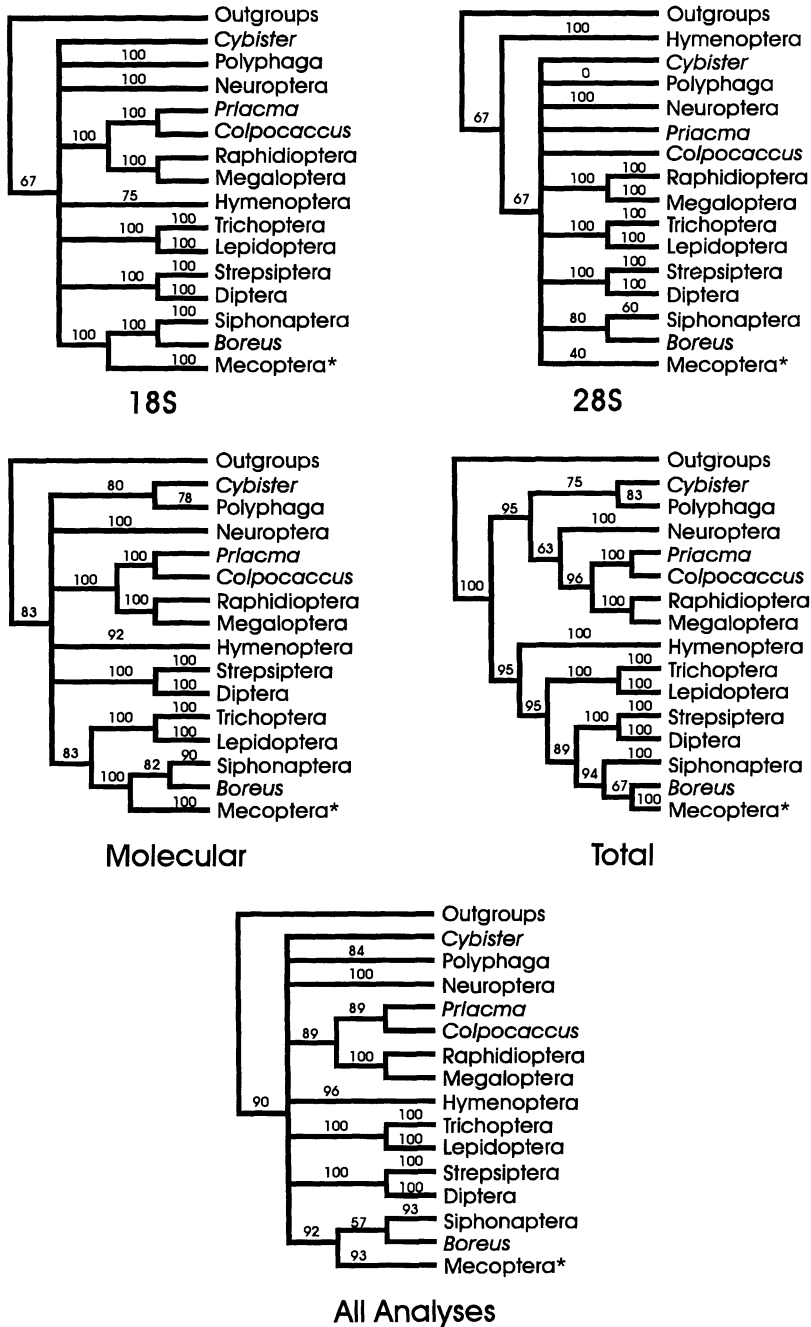 Outgroups
Cybister
100
Polyphaga
100
Neuroptera
100
Priacma
100
Colpocaccus
100
Raphidioptera
Megaloptera
67
75
Hymenoptera
100
Trichoptera
100
100
Lepidoptera
100
Strepsiptera
100
100
Diptera
100
Siphonaptera
100
100
Boreus
100
Mecoptera*
18S
Outgroups
100
Hymenoptera
Cybister
0
Polyphaga
100
Neuroptera
67
Priacma
Colpocaccus
100
Raphidioptera
100
100
Megaloptera
67
100
Trichoptera
100
100
Lepidoptera
100
Strepsiptera
100
100
Diptera
60
Siphonaptera
80
Boreus
40
Mecoptera*
28S
Outgroups
80
Cybister
78
Polyphaga
100
Neuroptera
100
Priacma
100
Colpocaccus
100
Raphidioptera
Megaloptera
83
92
Hymenoptera
100
Strepsiptera
100
100
Diptera
100
Trichoptera
100
Lepidoptera
83
90
Siphonaptera
82
100
Boreus
100
Mecoptera*
Molecular
Outgroups
75
Cybister
95
83
Polyphaga
100
Neuroptera
63
100
Priacma
96
Colpocaccus
100
100
Raphidioptera
Megaloptera
100
Hymenoptera
95
100
Trichoptera
100
100
Lepidoptera
95
100
Strepsiptera
100
100
Diptera
89
100
Siphonaptera
94
67
Boreus
100
Mecoptera*
Total
Outgroups
Cybister
84
Polyphaga
100
Neuroptera
89
Priacma
89
Colpocaccus
100
Raphidioptera
Megaloptera
90
96
Hymenoptera
100
Trichoptera
100
100
Lepidoptera
100
Strepsiptera
100
100
Diptera
93
Siphonaptera
57
92
Boreus
93
Mecoptera*
All Analyses